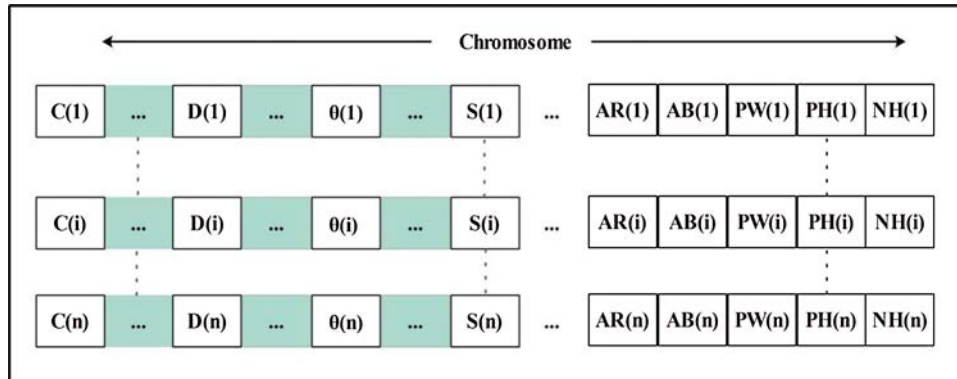 Chromosome
C(1) ... D(1) ... θ(1) ... S(1) ... AR(1) AB(1) PW(1) PH(1) NH(1)
C(i) ... D(i) ... θ(i) ... S(i) ... AR(i) AB(i) PW(i) PH(i) NH(i)
C(n) ... D(n) ... θ(n) ... S(n) ... AR(n) AB(n) PW(n) PH(n) NH(n)